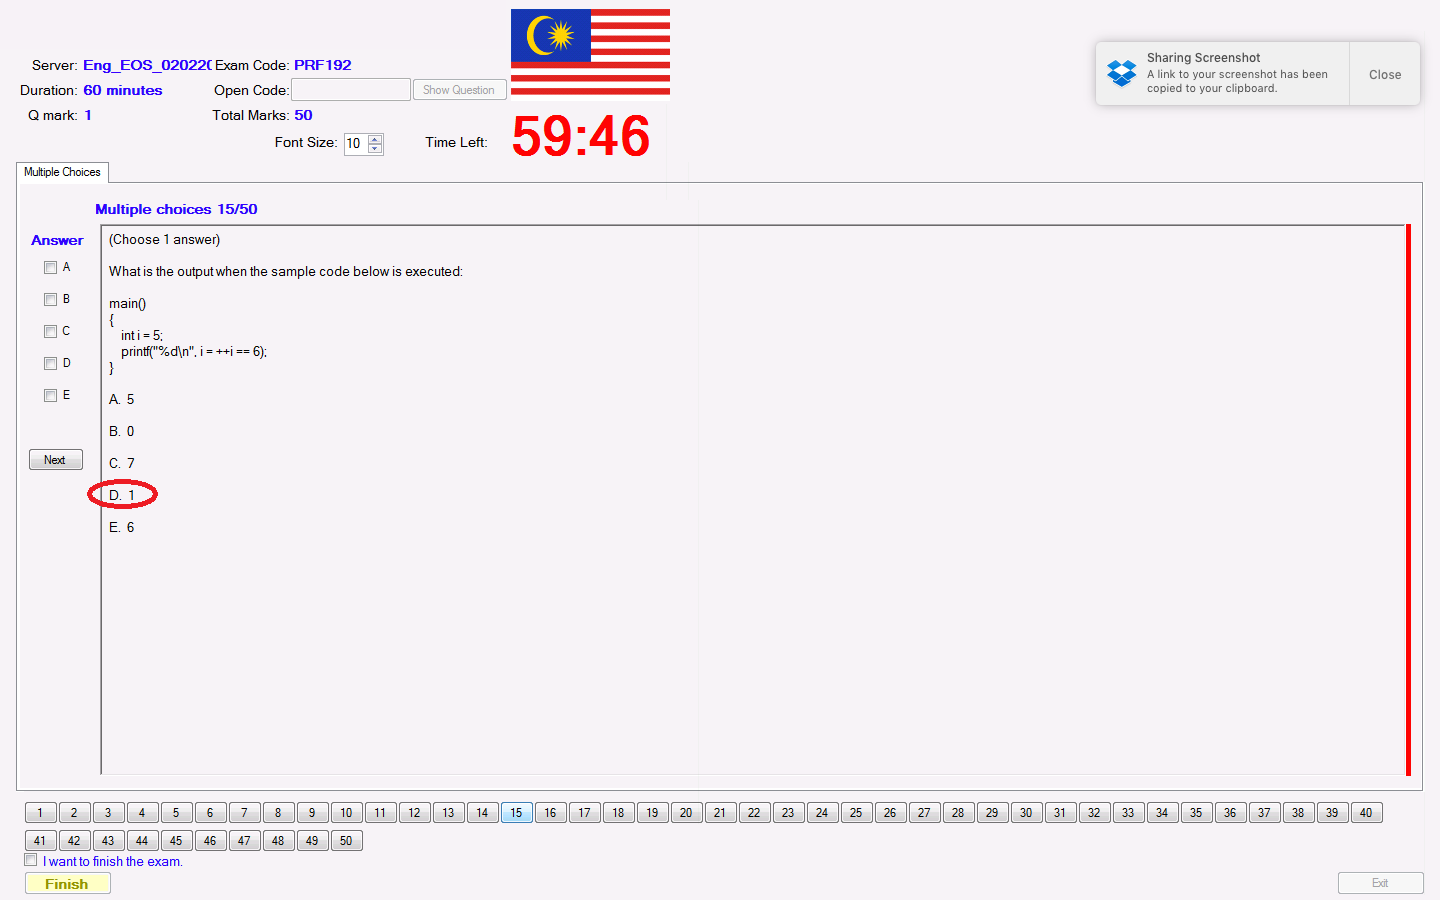 Server: Eng_EOS_020220 Exam Code: PRF192
Duration: 60 minutes Open Code: Show Question
Q mark: 1 Total Marks: 50
Font Size: 10 Time Left: 59:46
Sharing Screenshot
A link to your screenshot has been
copied to your clipboard.
Close
Multiple Choices
Multiple choices 15/50
Answer
A
B
C
D
E
Next
(Choose 1 answer)
What is the output when the sample code below is executed:
main()
{
int i = 5;
printf("%d\n", i = ++i == 6);
}
A. 5
B. 0
C. 7
D. 1
E. 6
1 2 3 4 5 6 7 8 9 10 11 12 13 14 15 16 17 18 19 20 21 22 23 24 25 26 27 28 29 30 31 32 33 34 35 36 37 38 39 40
41 42 43 44 45 46 47 48 49 50
I want to finish the exam.
Finish
Exit